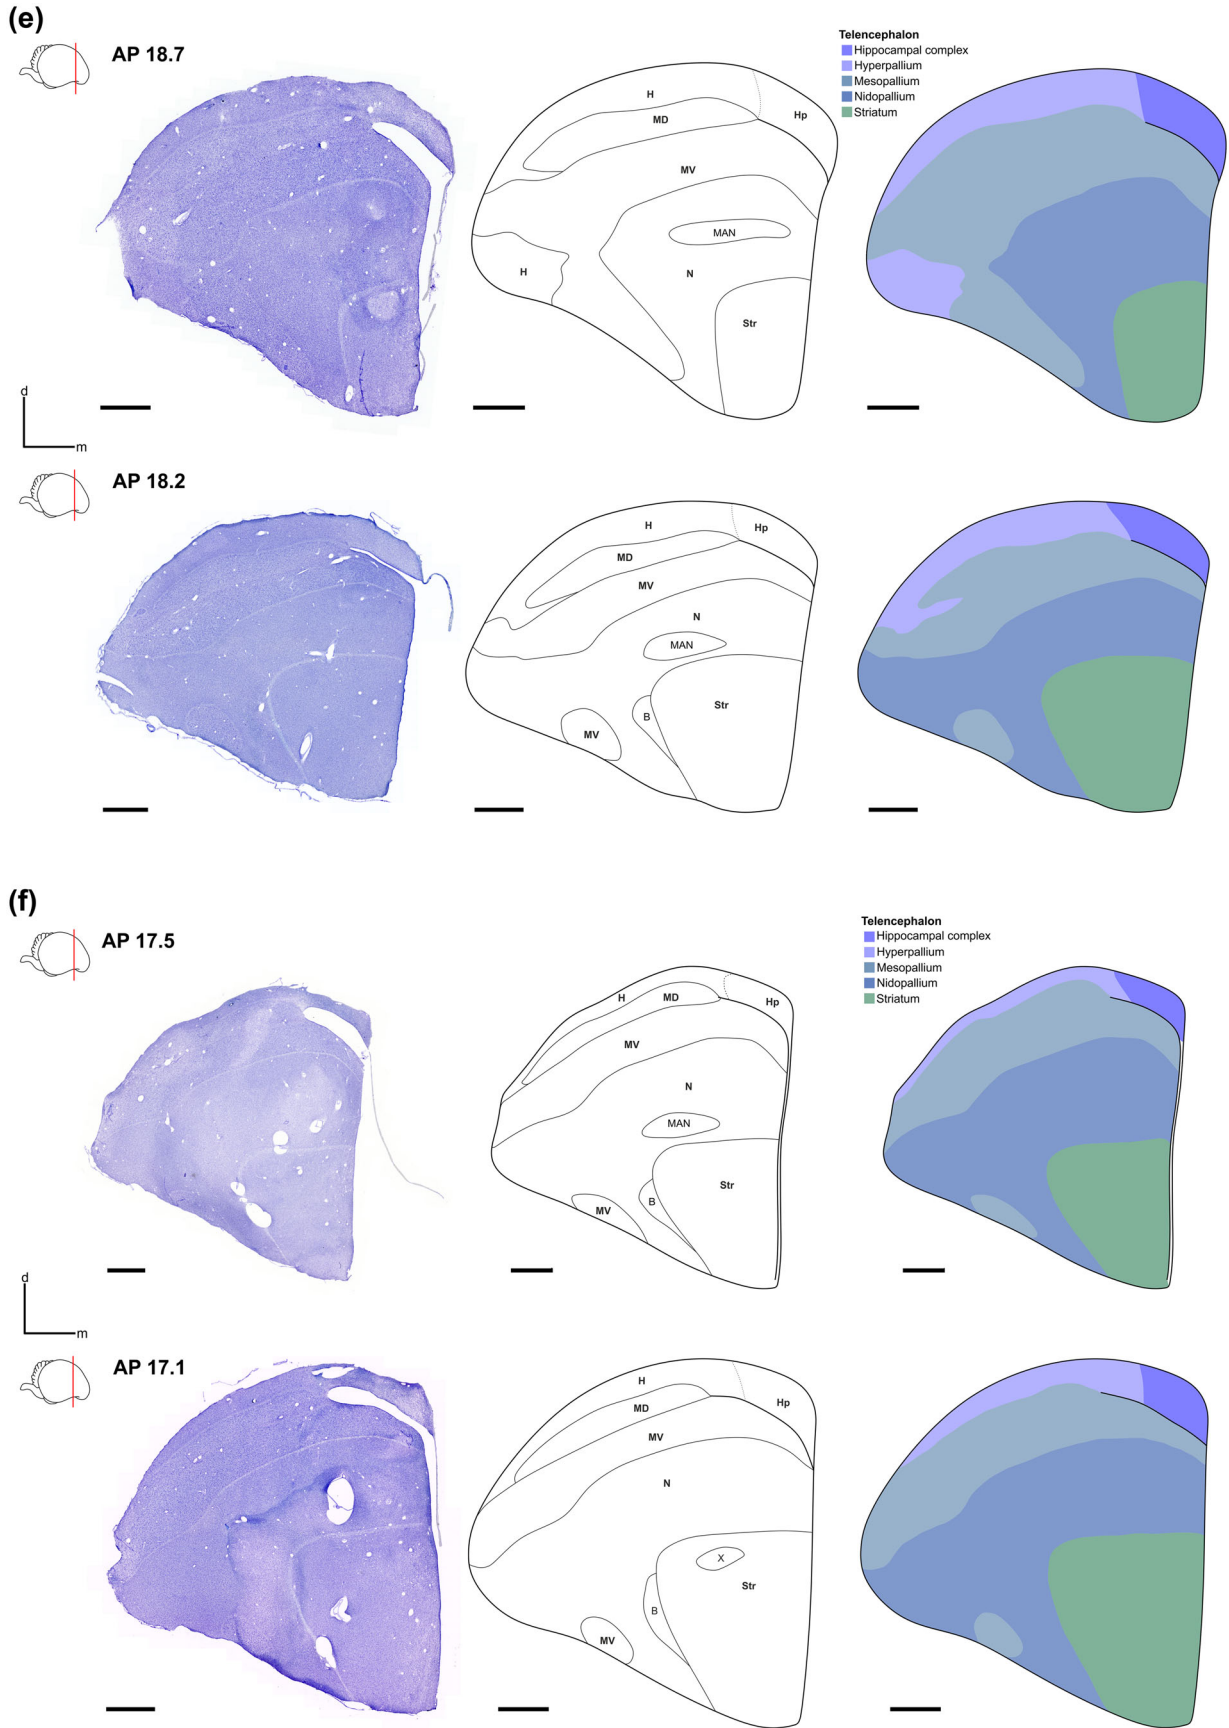 (e)
AP 18.7
H
MD
Hp
MV
MAN
H
N
Str
Telencephalon
Hippocampal complex
Hyperpallium
Mesopallium
Nidopallium
Striatum
d
m
AP 18.2
H
Hp
MD
MV
N
MAN
Str
B
MV
(f)
AP 17.5
H
MD
Hp
MV
N
MAN
Str
B
MV
Telencephalon
Hippocampal complex
Hyperpallium
Mesopallium
Nidopallium
Striatum
d
m
AP 17.1
H
Hp
MD
MV
N
X
Str
B
MV